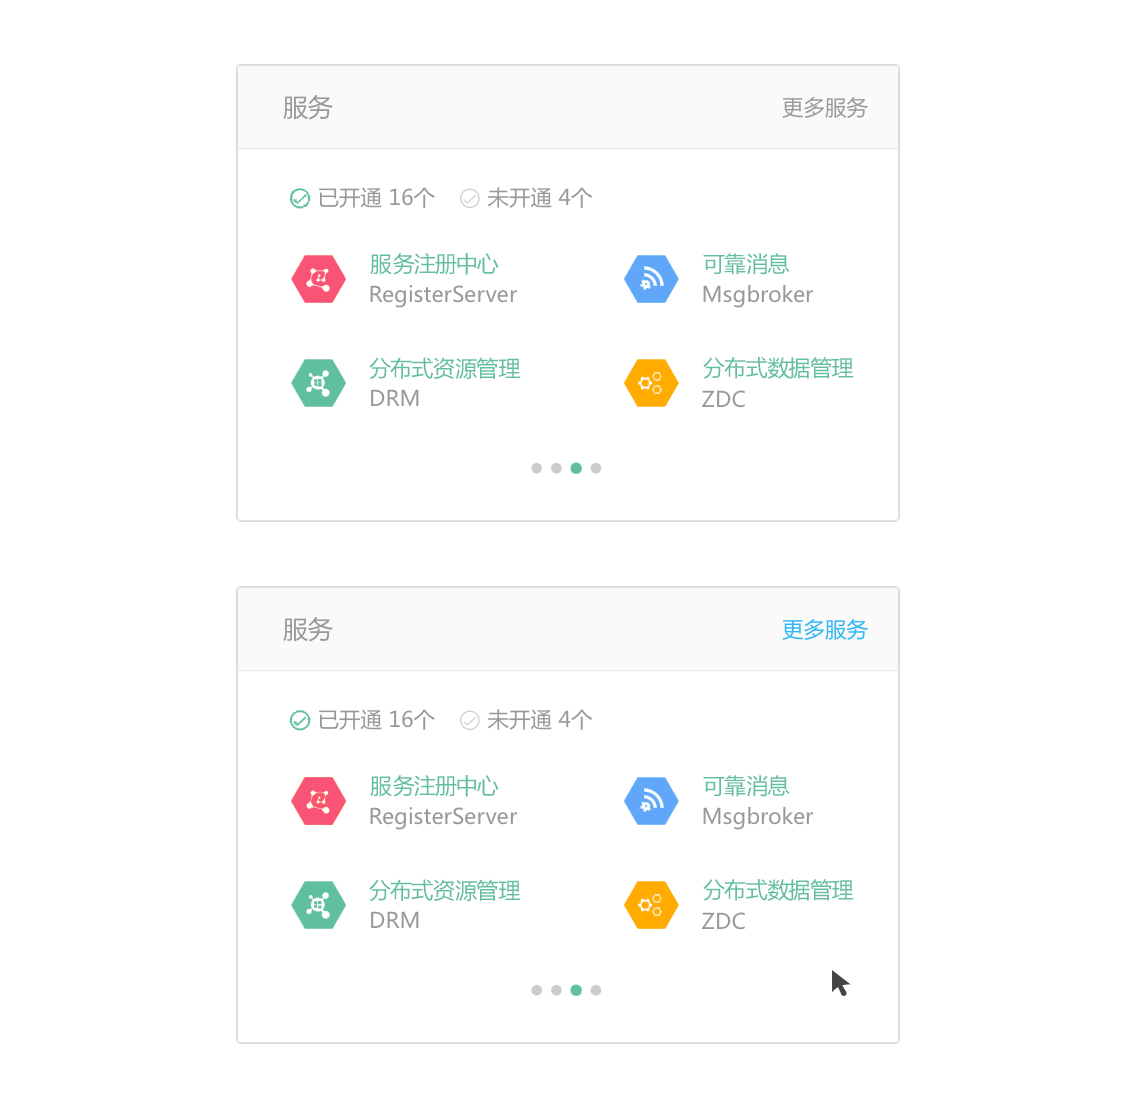 服务 更多服务
已开通 16个 未开通 4个
服务注册中心
RegisterServer
可靠消息
Msgbroker
分布式资源管理
DRM
分布式数据管理
ZDC
服务 更多服务
已开通 16个 未开通 4个
服务注册中心
RegisterServer
可靠消息
Msgbroker
分布式资源管理
DRM
分布式数据管理
ZDC